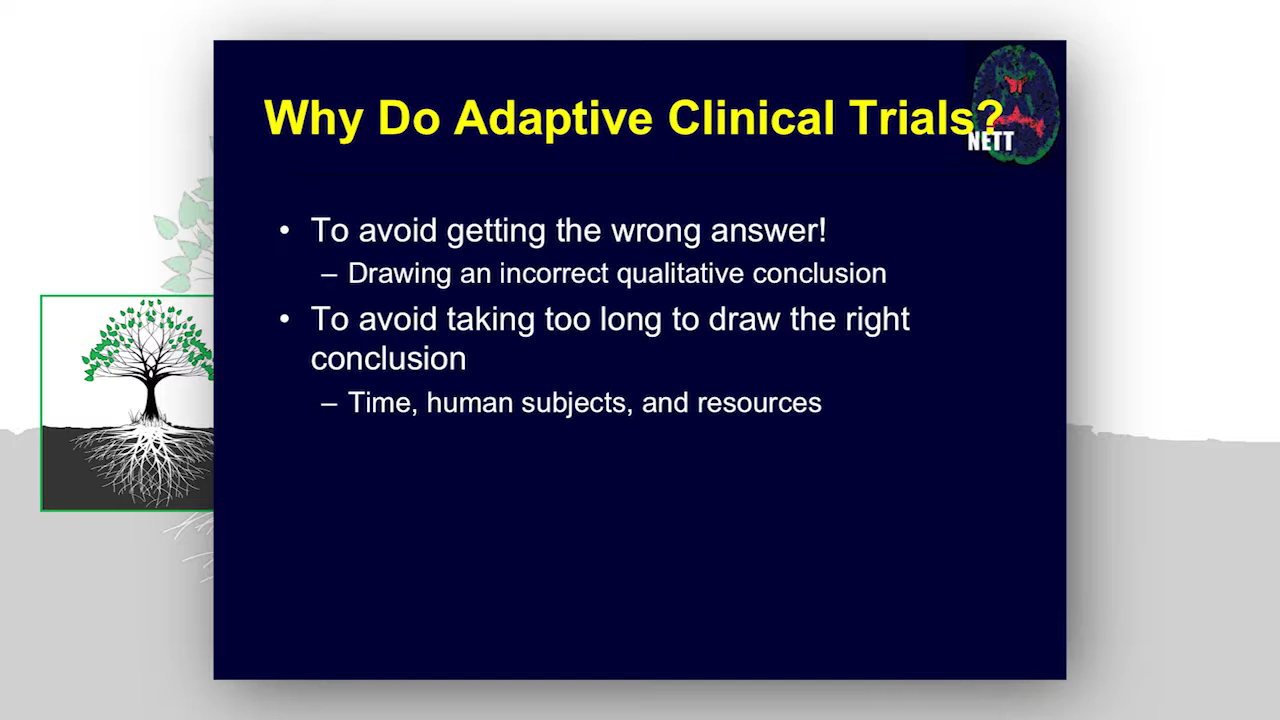 Why Do Adaptive Clinical Trials?
NETT
• To avoid getting the wrong answer!
– Drawing an incorrect qualitative conclusion
• To avoid taking too long to draw the right
conclusion
– Time, human subjects, and resources